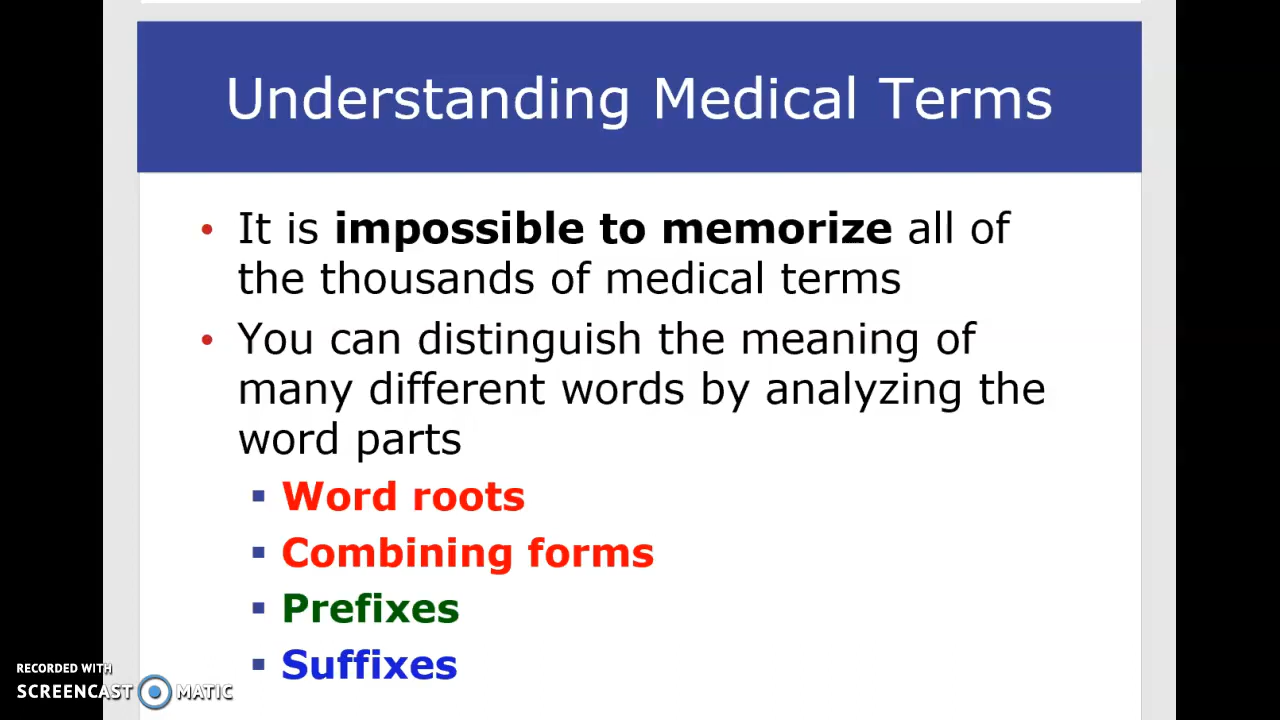 Understanding Medical Terms
• It is impossible to memorize all of
the thousands of medical terms
• You can distinguish the meaning of
many different words by analyzing the
word parts
▪ Word roots
▪ Combining forms
▪ Prefixes
▪ Suffixes
RECORDED WITH
SCREENCAST MATIC